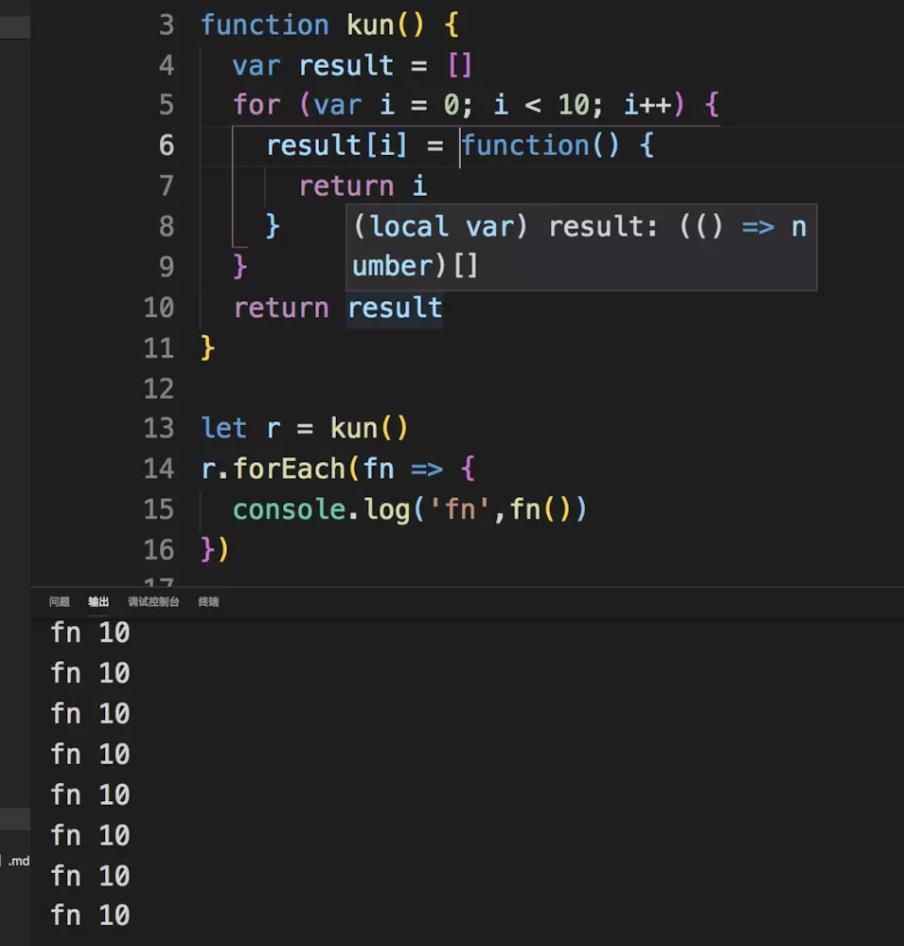 3 function kun() {
4 var result = []
5 for (var i = 0; i < 10; i++) {
6 result[i] = function() {
7 return i
8 }
(local var) result: (() => n
umber)[]
9 }
10 return result
11 }
12
13 let r = kun()
14 r.forEach(fn => {
15 console.log('fn',fn())
16 })
17
问题 输出 调试控制台 终端
fn 10
fn 10
fn 10
fn 10
fn 10
fn 10
.md
fn 10
fn 10